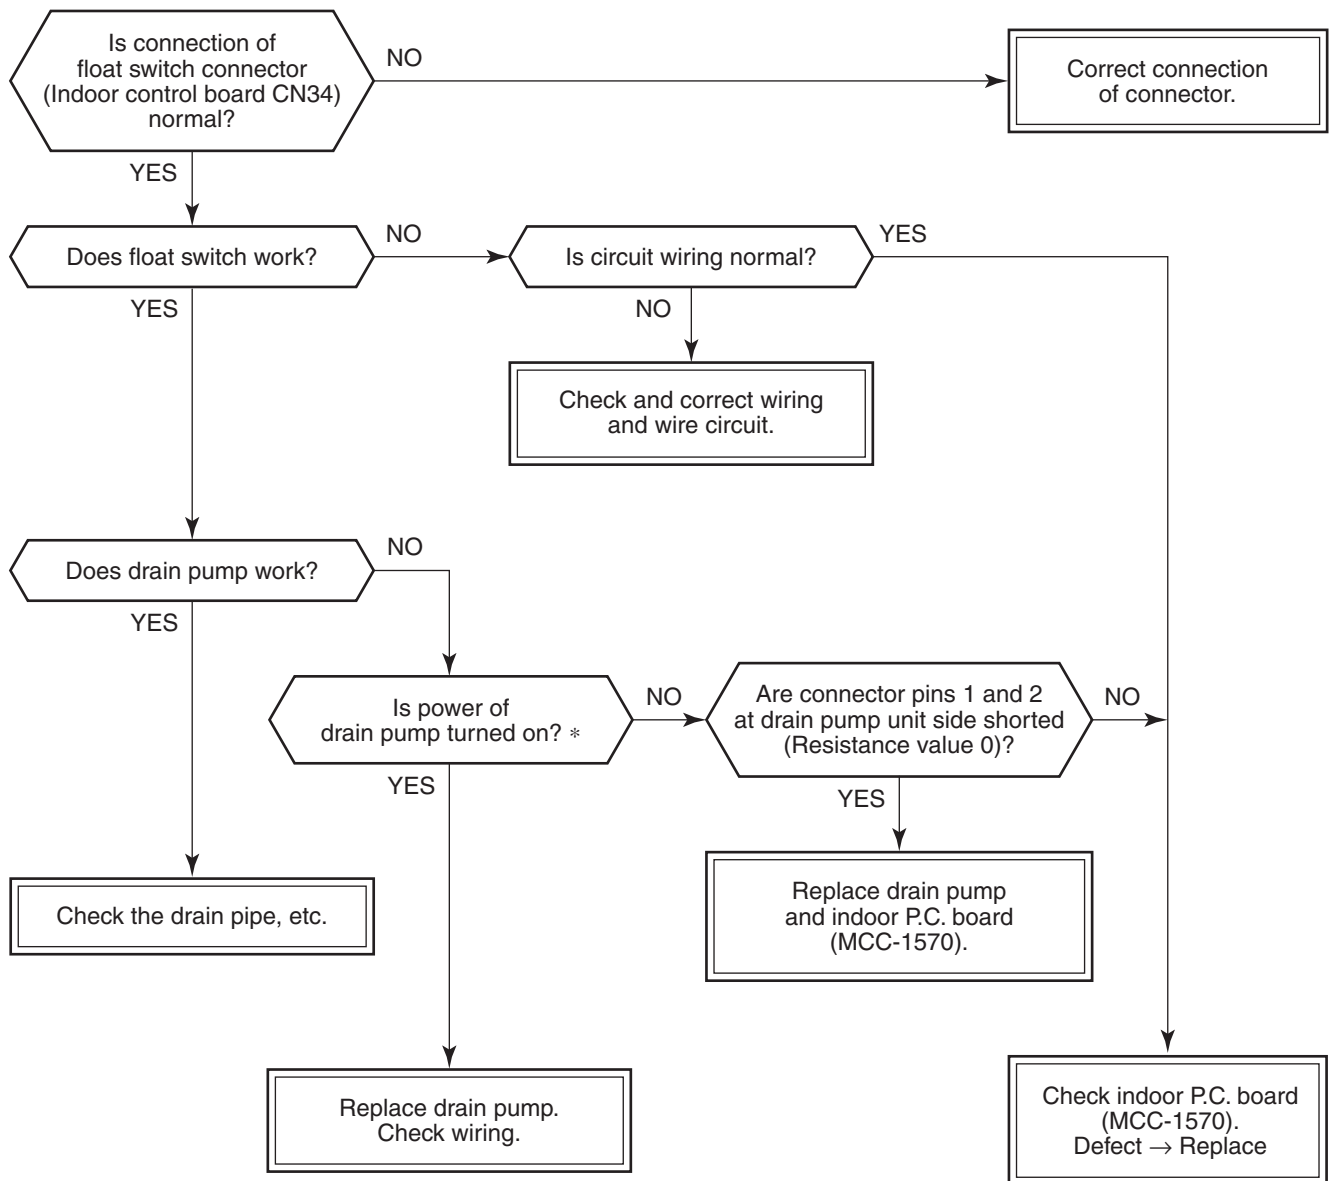 Is connection of
float switch connector
(Indoor control board CN34)
normal?
NO
Correct connection
of connector.
YES
Does float switch work?
NO
Is circuit wiring normal?
YES
YES
NO
Check and correct wiring
and wire circuit.
Does drain pump work?
NO
YES
Is power of
drain pump turned on? *
NO
Are connector pins 1 and 2
at drain pump unit side shorted
(Resistance value 0)?
NO
YES
YES
Check the drain pipe, etc.
Replace drain pump
and indoor P.C. board
(MCC-1570).
Replace drain pump.
Check wiring.
Check indoor P.C. board
(MCC-1570).
Defect → Replace